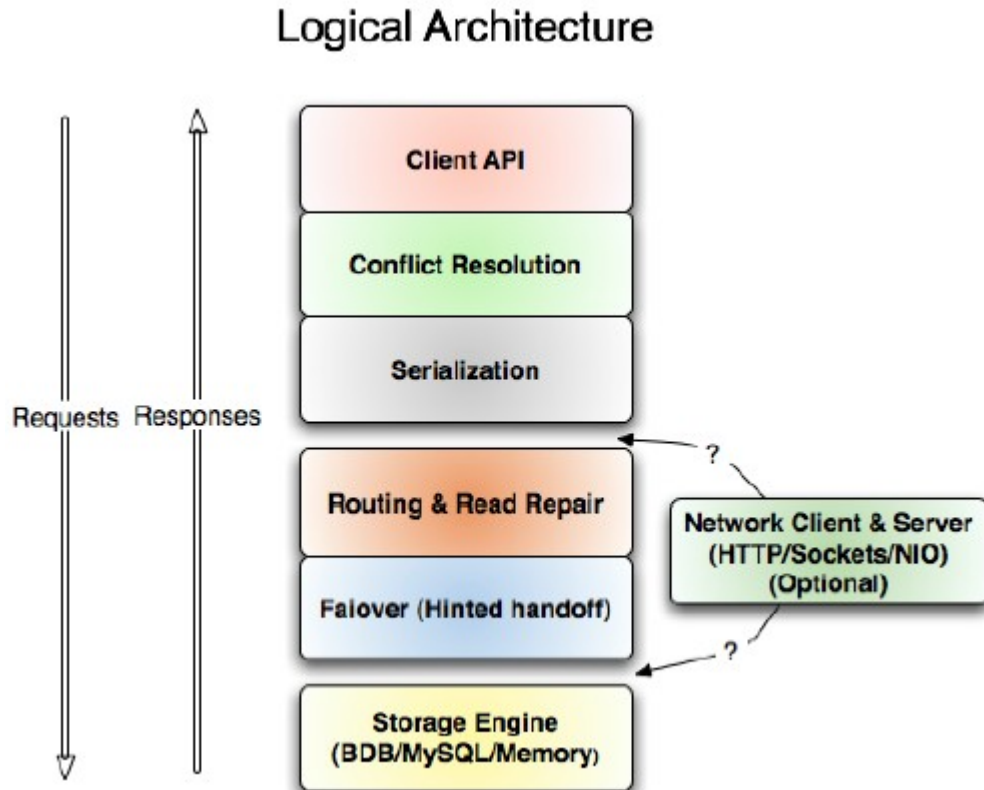 Logical Architecture
Client API
Conflict Resolution
Serialization
Requests
Responses
?
Routing & Read Repair
Network Client & Server
(HTTP/Sockets/NIO)
(Optional)
Faiover (Hinted handoff)
?
Storage Engine
(BDB/MySQL/Memory)